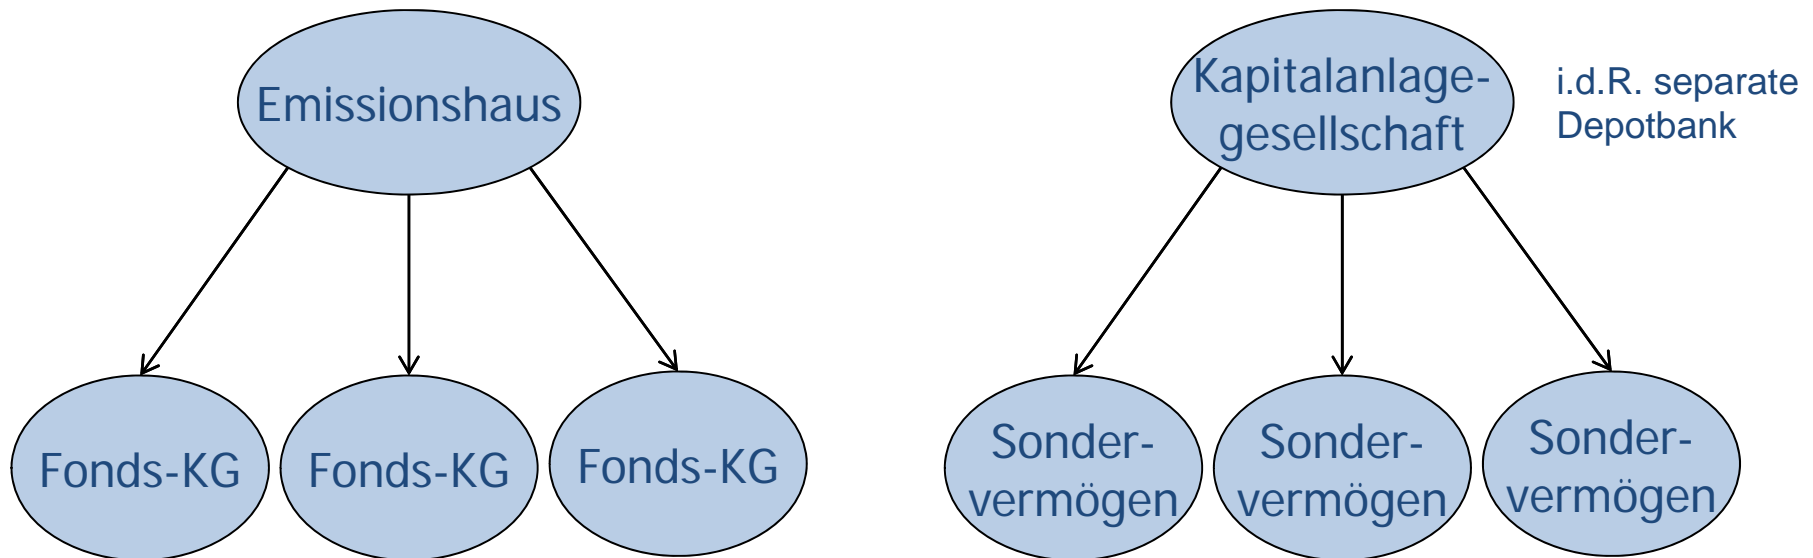 Emissionshaus
Kapitalanlage-
gesellschaft
i.d.R. separate
Depotbank
Fonds-KG
Fonds-KG
Fonds-KG
Sonder-
vermögen
Sonder-
vermögen
Sonder-
vermögen